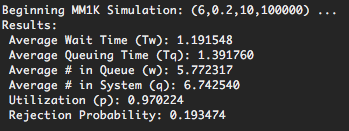 Beginning MM1K Simulation: (6,0.2,10,100000) ...
Results:
Average Wait Time (Tw): 1.191548
Average Queuing Time (Tq): 1.391760
Average # in Queue (w): 5.772317
Average # in System (q): 6.742540
Utilization (p): 0.970224
Rejection Probability: 0.193474